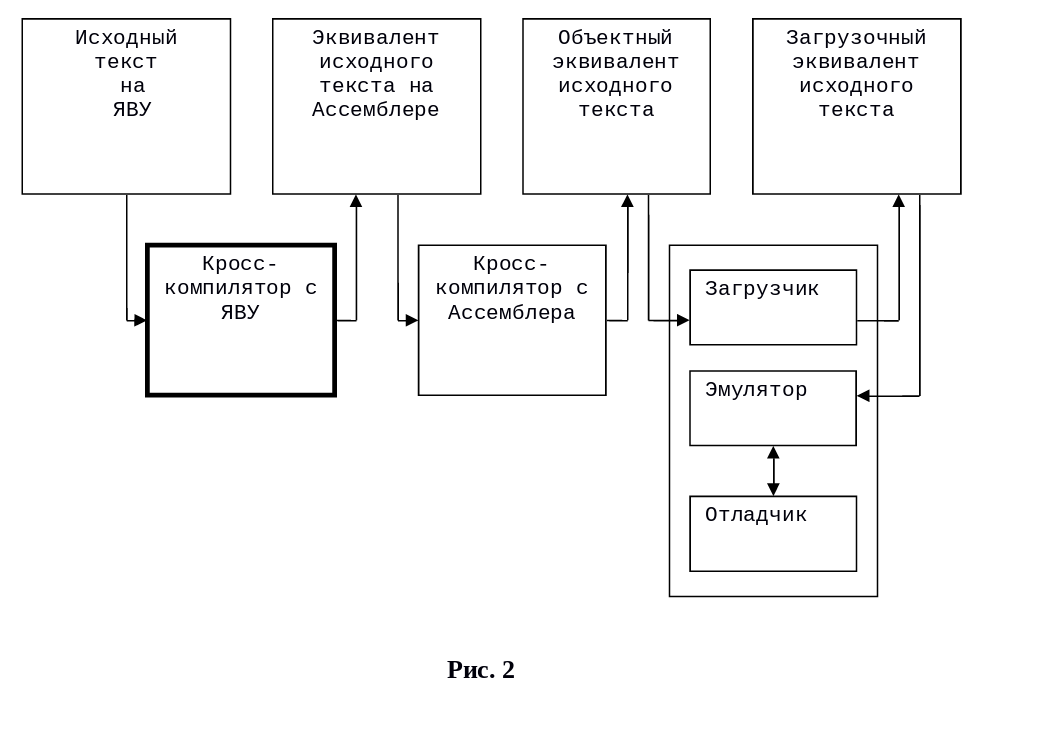 Исходный
текст
на
ЯВУ
Эквивалент
исходного
текста на
Ассемблере
Объектный
эквивалент
исходного
текста
Загрузочный
эквивалент
исходного
текста
Кросс-
компилятор с
ЯВУ
Кросс-
компилятор с
Ассемблера
Загрузчик
Эмулятор
Отладчик
Рис. 2